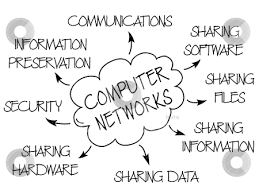 COMMUNICATIONS
INFORMATION
PRESERVATION
SHARING
SOFTWARE
SECURITY
COMPUTER
NETWORKS
SHARING
FILES
SHARING
INFORMATION
SHARING
HARDWARE
SHARING DATA